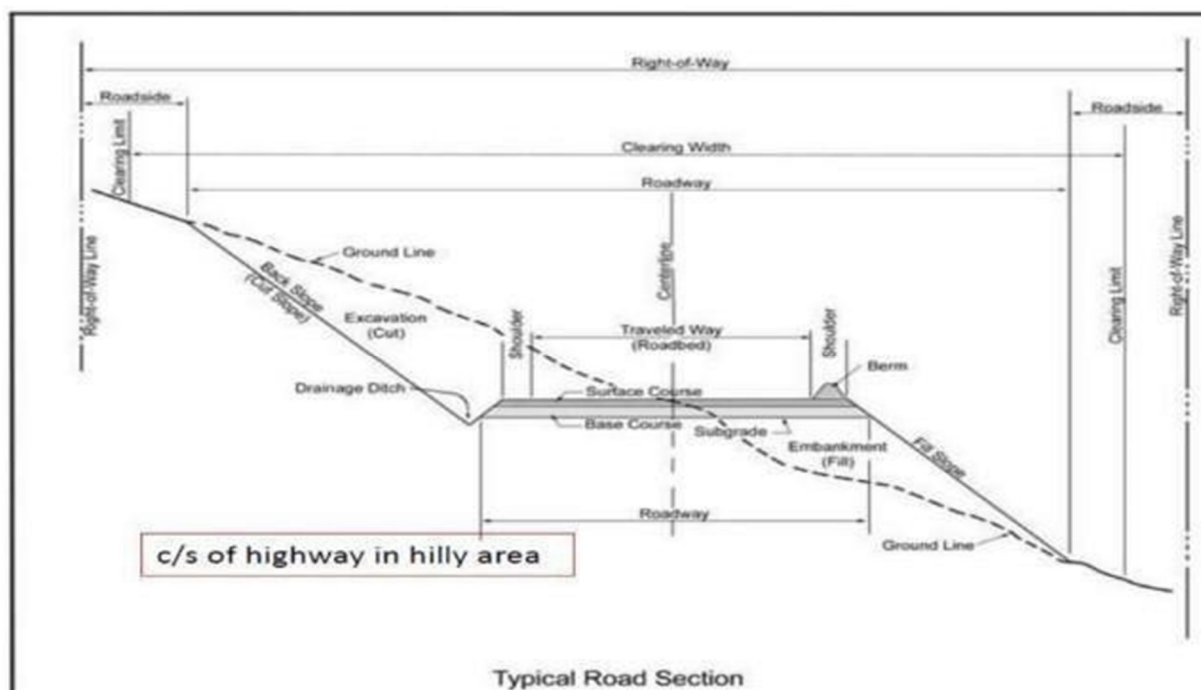 Right-of-Way
Roadside
Roadside
Clearing Limit
Clearing Width
Roadway
Right-of-Way Line
Ground Line
Back Slope
(Cut Slope)
Excavation
(Cut)
Centerline
Shoulder
Traveled Way
(Roadbed)
Shoulder
Clearing Limit
Right-of-Way Line
Berm
Drainage Ditch
Surface Course
Base Course
Subgrade
Embankment
(Fill)
Fill Slope
Roadway
Ground Line
c/s of highway in hilly area
Typical Road Section